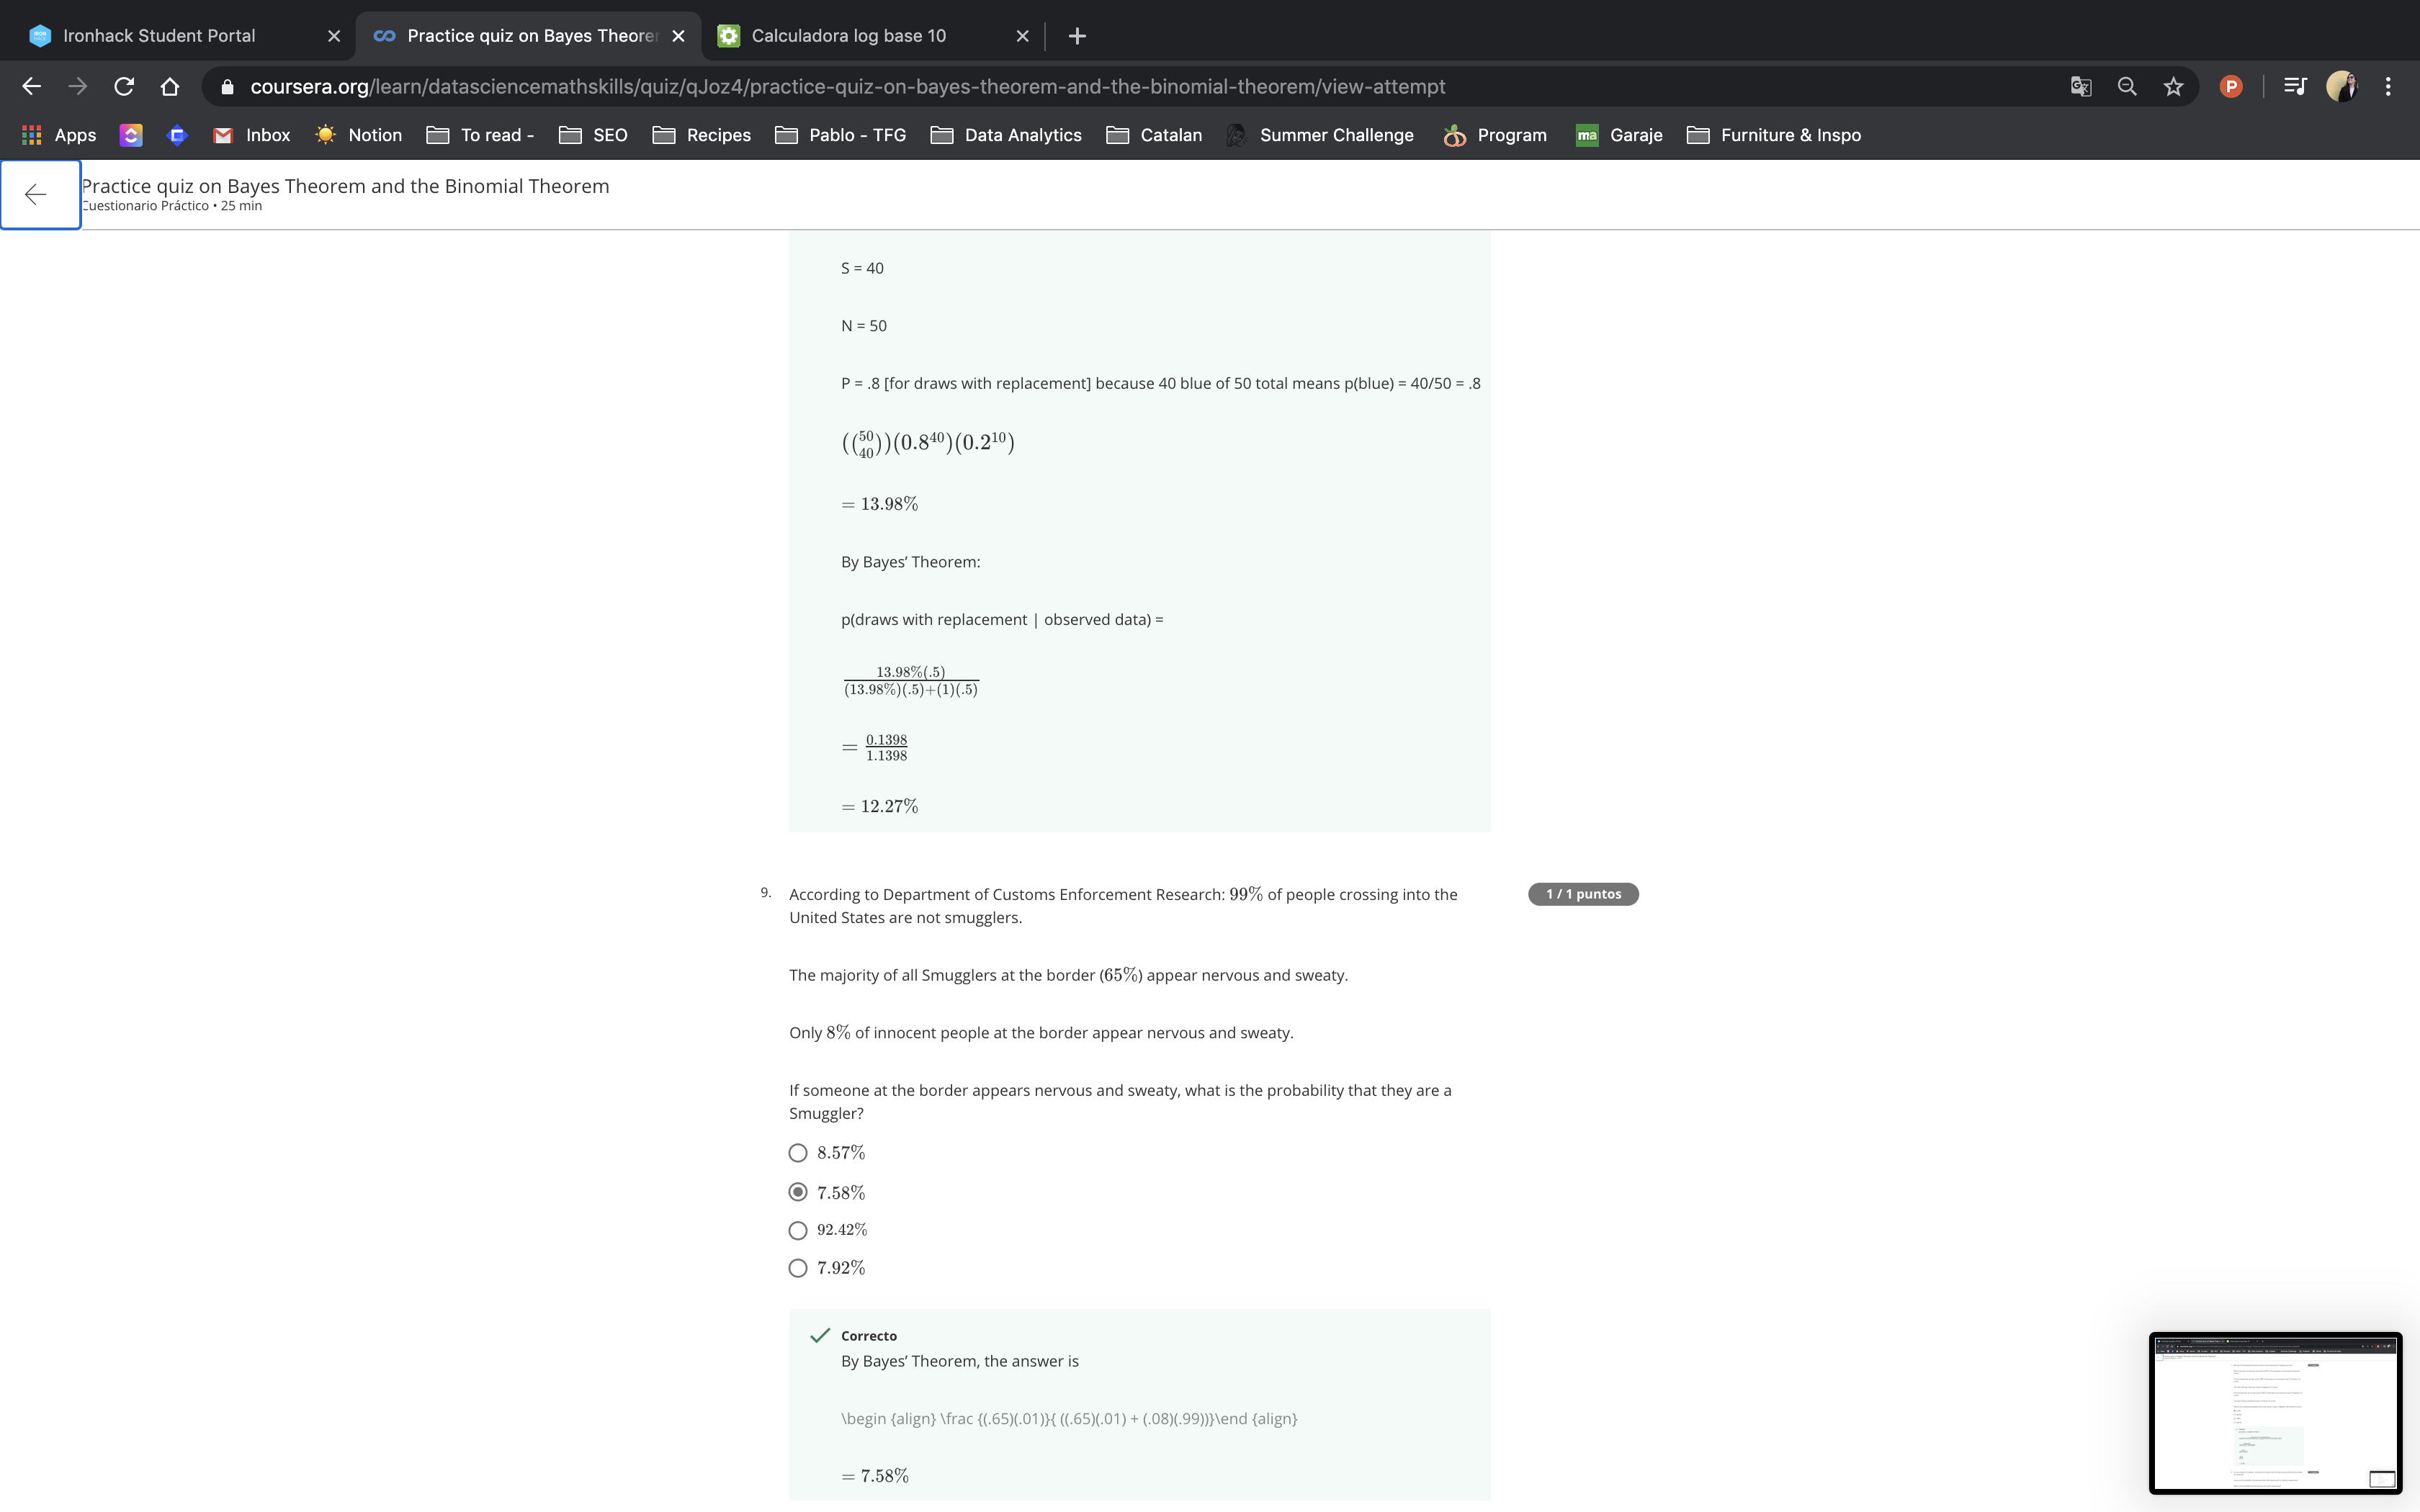 Ironhack Student Portal
Practice quiz on Bayes Theorem
Calculadora log base 10
coursera.org/learn/datasciencemathskills/quiz/qJoz4/practice-quiz-on-bayes-theorem-and-the-binomial-theorem/view-attempt
P
Apps
Inbox
Notion
To read -
SEO
Recipes
Pablo - TFG
Data Analytics
Catalan
Summer Challenge
Program
ma
Garaje
Furniture & Inspo
Practice quiz on Bayes Theorem and the Binomial Theorem
Cuestionario Práctico • 25 min
S = 40
N = 50
P = .8 [for draws with replacement] because 40 blue of 50 total means p(blue) = 40/50 = .8
((50 40))(0.8^40)(0.2^10)
= 13.98%
By Bayes’ Theorem:
p(draws with replacement | observed data) =
13.98%(.5)
(13.98%)(.5)+(1)(.5)
= 0.1398
1.1398
= 12.27%
9. According to Department of Customs Enforcement Research: 99% of people crossing into the
United States are not smugglers.
1 / 1 puntos
The majority of all Smugglers at the border (65%) appear nervous and sweaty.
Only 8% of innocent people at the border appear nervous and sweaty.
If someone at the border appears nervous and sweaty, what is the probability that they are a
Smuggler?
8.57%
7.58%
92.42%
7.92%
Correcto
By Bayes’ Theorem, the answer is
\begin {align} \frac {(.65)(.01)}{ ((.65)(.01) + (.08)(.99))}\end {align}
= 7.58%